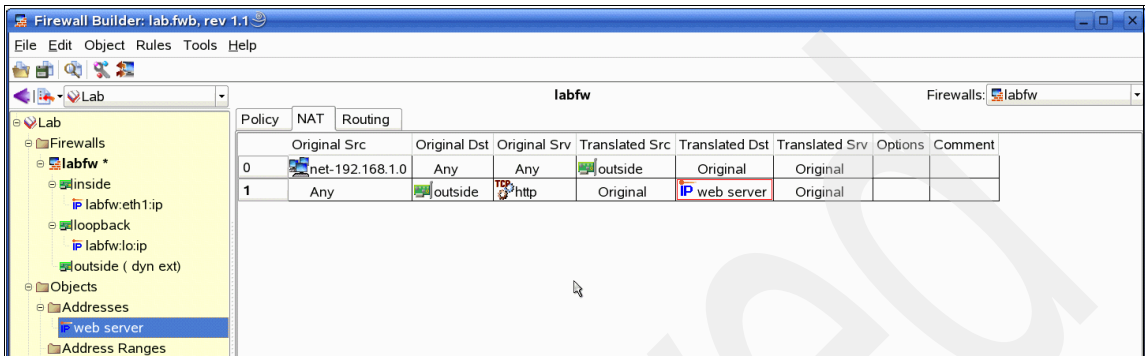 Firewall Builder: lab.fwb, rev 1.1
File Edit Object Rules Tools Help
Lab
labfw
Firewalls: labfw
Lab
Firewalls
labfw *
inside
labfw:eth1:ip
loopback
labfw:lo:ip
outside ( dyn ext)
Objects
Addresses
IP web server
Address Ranges
Policy NAT Routing
Original Src Original Dst Original Srv Translated Src Translated Dst Translated Srv Options Comment
0 net-192.168.1.0 Any Any outside Original Original
1 Any outside TCP http Original IP web server Original